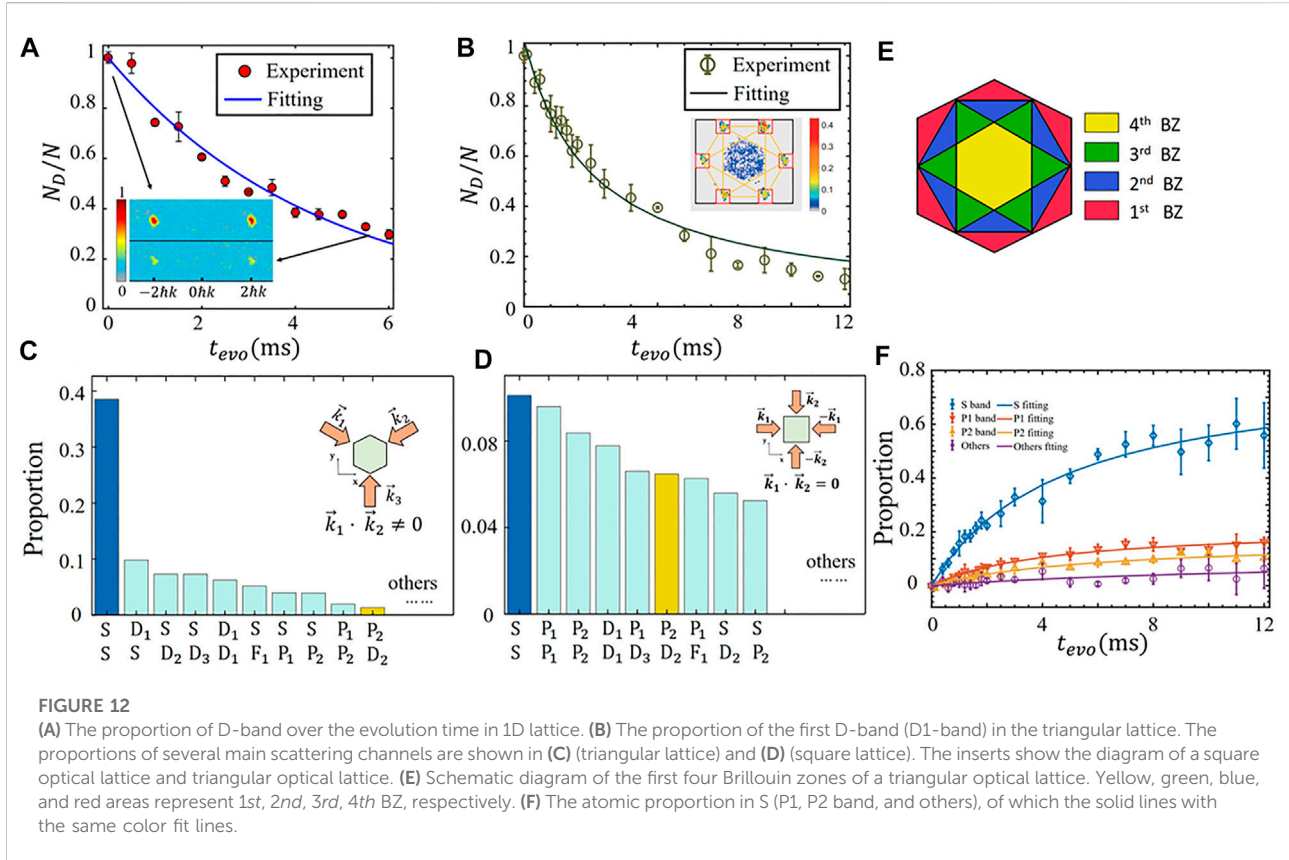 A
N_D/N
1
0.8
0.6
0.4
0.2
0
0 2 4 6
t_evo(ms)
Experiment
Fitting
1
0
−2ħk 0ħk 2ħk
B
N_D/N
1
0.8
0.6
0.4
0.2
0
0 4 8 12
t_evo(ms)
Experiment
Fitting
0.4
0.3
0.2
0.1
0
E
4th BZ
3rd BZ
2nd BZ
1st BZ
C
Proportion
0.4
0.3
0.2
0.1
0
k⃗₁ k⃗₂
y
x
k⃗₃
k⃗₁ · k⃗₂ ≠ 0
others
......
S D₁ S S D₁ S S S P₁ P₂
S S D₂ D₃ D₁ F₁ P₁ P₂ P₂ D₂
D
0.08
0.04
0
k⃗₂
k⃗₁ −k⃗₁
y
x
−k⃗₂
k⃗₁ · k⃗₂ = 0
others
......
S P₁ P₂ D₁ P₁ P₂ P₁ S S
S P₁ P₂ D₁ D₃ D₂ F₁ D₂ P₂
F
Proportion
0.8
0.6
0.4
0.2
0
0 4 8 12
t_evo(ms)
S band S fitting
P1 band P1 fitting
P2 band P2 fitting
Others Others fitting
FIGURE 12
(A) The proportion of D-band over the evolution time in 1D lattice. (B) The proportion of the first D-band (D1-band) in the triangular lattice. The
proportions of several main scattering channels are shown in (C) (triangular lattice) and (D) (square lattice). The inserts show the diagram of a square
optical lattice and triangular optical lattice. (E) Schematic diagram of the first four Brillouin zones of a triangular optical lattice. Yellow, green, blue,
and red areas represent 1st, 2nd, 3rd, 4th BZ, respectively. (F) The atomic proportion in S (P1, P2 band, and others), of which the solid lines with
the same color fit lines.